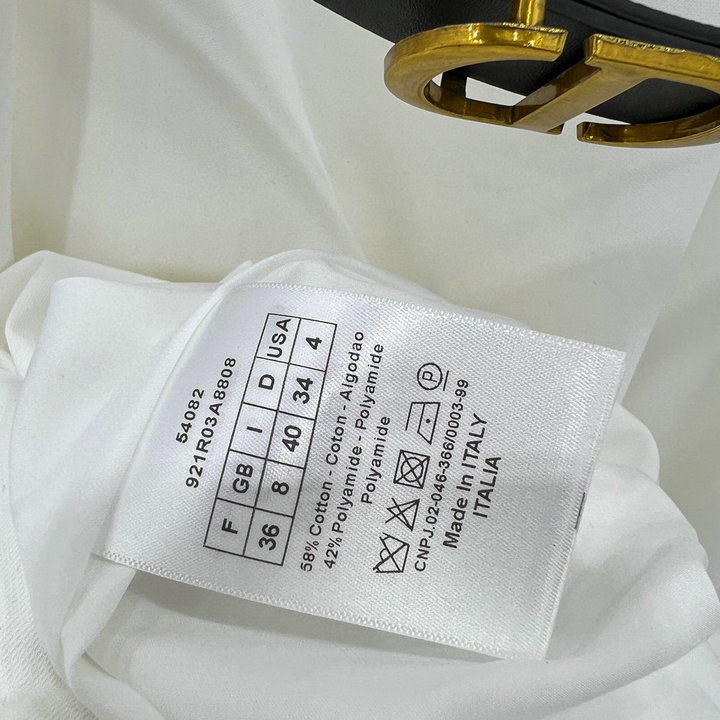 54082
921R03A8808
F GB I D USA
36 8 40 34 4
58% Cotton - Coton - Algodao
42% Polyamide - Polyamide
Polyamide
P
CNPJ.02-046-366/0003-99
Made In ITALY
ITALIA
CD